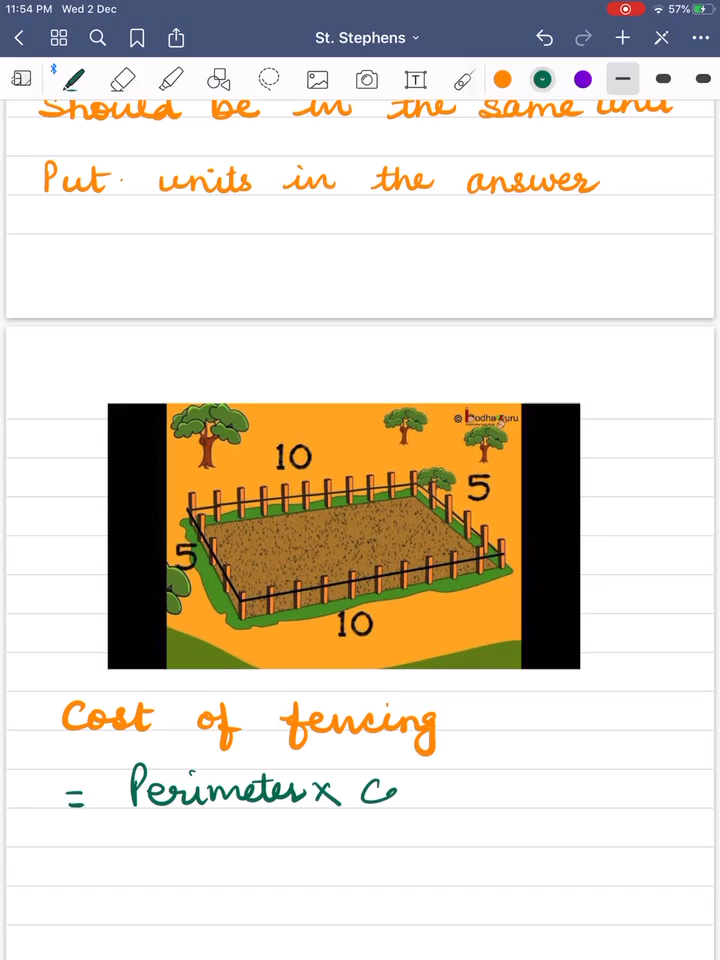 11:54 PM Wed 2 Dec
57%
St. Stephens
T
Should be in the same unit
Put units in the answer
© BodhaGuru
10
5
5
10
Cost of fencing
= Perimeter x Co